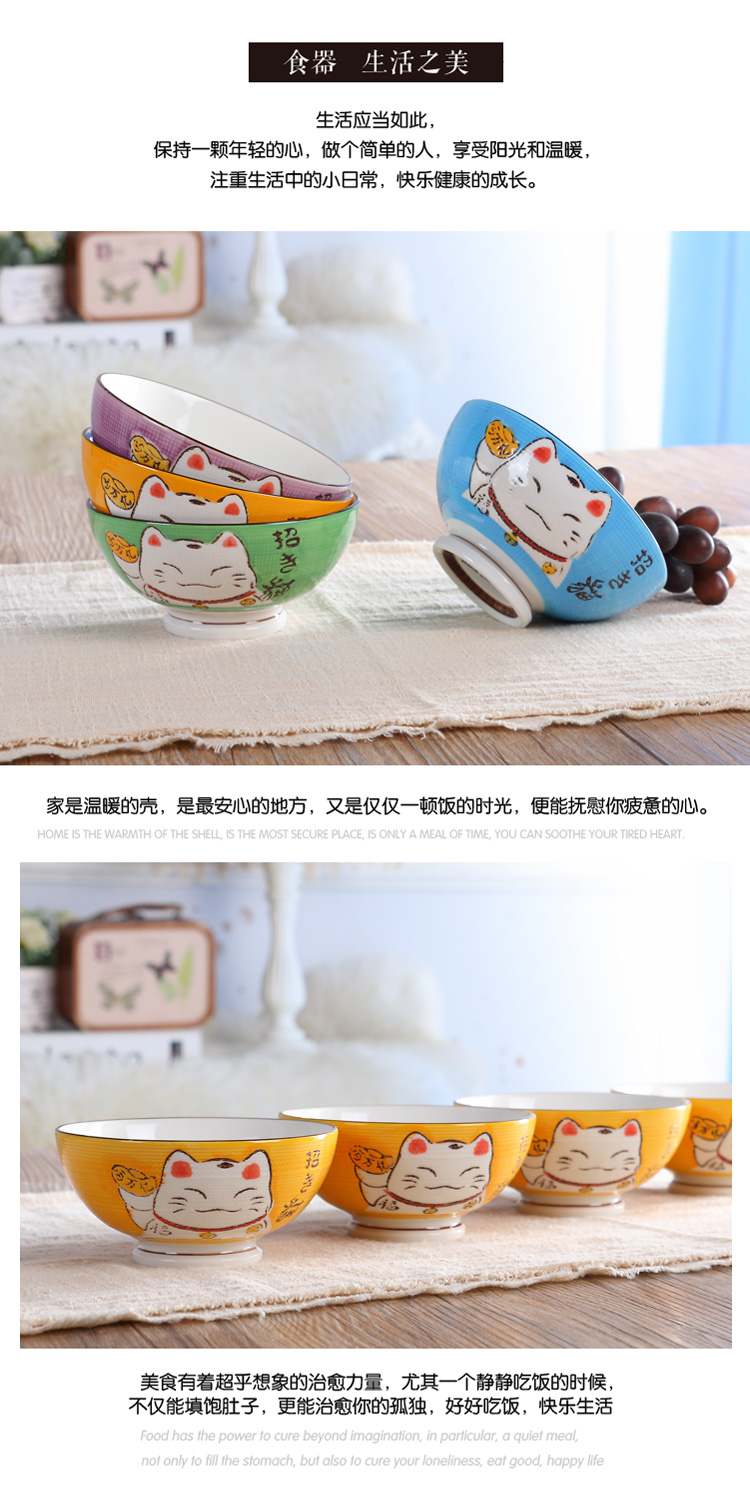 食器 生活之美
生活应当如此，
保持一颗年轻的心，做个简单的人，享受阳光和温暖，
注重生活中的小日常，快乐健康的成长。
招き猫
招き猫
家是温暖的壳，是最安心的地方，又是仅仅一顿饭的时光，便能抚慰你疲惫的心。
HOME IS THE WARMTH OF THE SHELL, IS THE MOST SECURE PLACE, IS ONLY A MEAL OF TIME, YOU CAN SOOTHE YOUR TIRED HEART.
招き猫
招き猫
美食有着超乎想象的治愈力量，尤其一个静静吃饭的时候，
不仅能填饱肚子，更能治愈你的孤独，好好吃饭，快乐生活
Food has the power to cure beyond imagination, in particular, a quiet meal,
not only to fill the stomach, but also to cure your loneliness, eat good, happy life